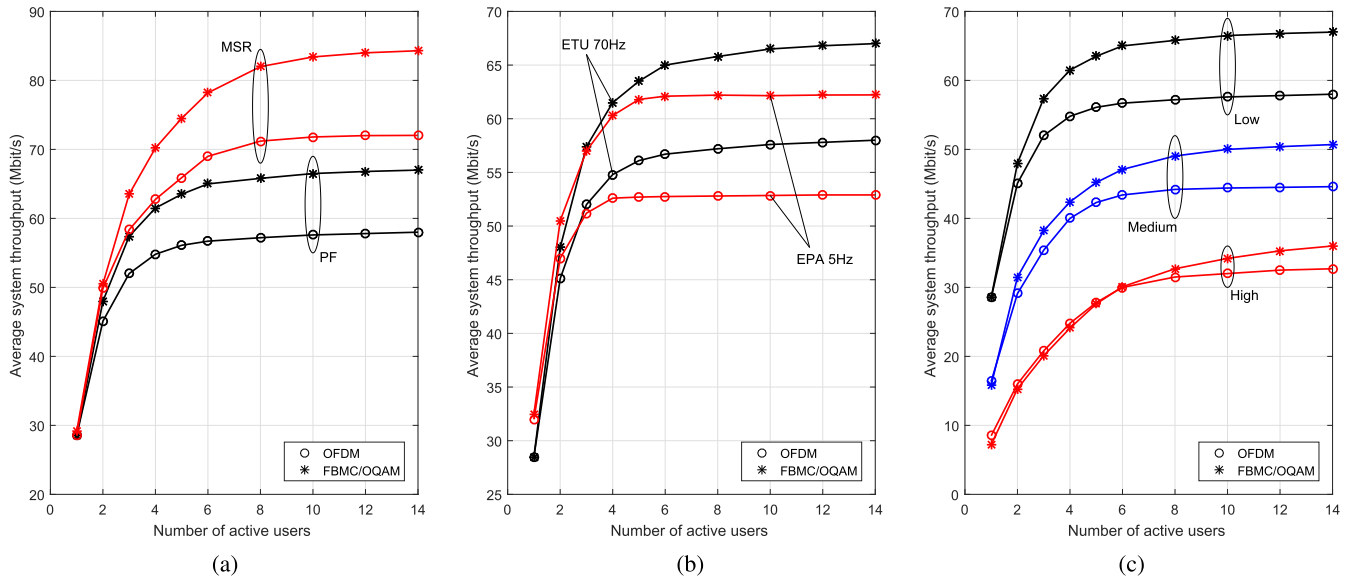 Average system throughput (Mbit/s)
90
80
70
60
50
40
30
20
0
2
4
6
8
10
12
14
Number of active users
MSR
PF
OFDM
FBMC/OQAM
(a)
Average system throughput (Mbit/s)
70
65
60
55
50
45
40
35
30
25
0
2
4
6
8
10
12
14
Number of active users
ETU 70Hz
EPA 5Hz
OFDM
FBMC/OQAM
(b)
Average system throughput (Mbit/s)
70
60
50
40
30
20
10
0
0
2
4
6
8
10
12
14
Number of active users
Low
Medium
High
OFDM
FBMC/OQAM
(c)